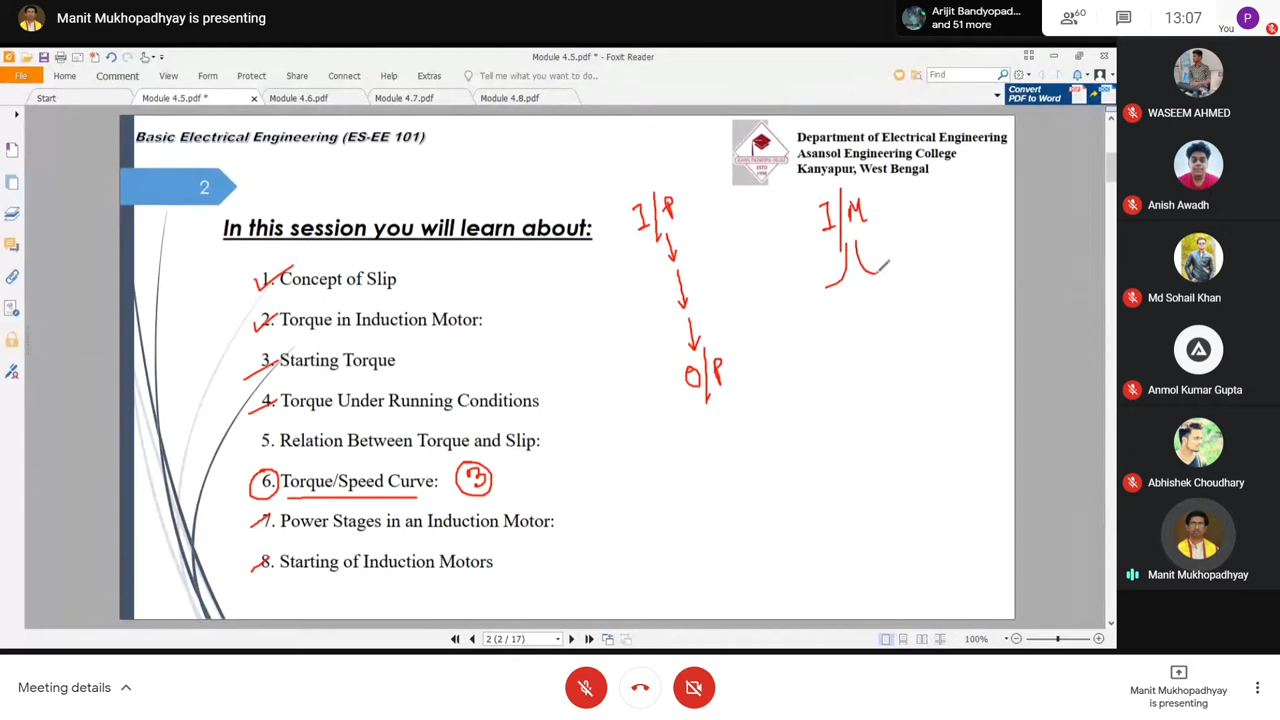 Manit Mukhopadhyay is presenting
Arijit Bandyopad...
and 51 more
60
13:07
You
P
Module 4.5.pdf * - Foxit Reader
File
Home
Comment
View
Form
Protect
Share
Connect
Help
Extras
Tell me what you want to do...
Find
Start
Module 4.5.pdf *
Module 4.6.pdf
Module 4.7.pdf
Module 4.8.pdf
Convert
PDF to Word
Basic Electrical Engineering (ES-EE 101)
Department of Electrical Engineering
Asansol Engineering College
Kanyapur, West Bengal
2
In this session you will learn about:
I/P
I/M
1. Concept of Slip
2. Torque in Induction Motor:
3. Starting Torque
O/P
4. Torque Under Running Conditions
5. Relation Between Torque and Slip:
6. Torque/Speed Curve: 3
7. Power Stages in an Induction Motor:
8. Starting of Induction Motors
2 (2 / 17)
100%
WASEEM AHMED
Anish Awadh
Md Sohail Khan
Anmol Kumar Gupta
Abhishek Choudhary
Manit Mukhopadhyay
Meeting details
Manit Mukhopadhyay
is presenting